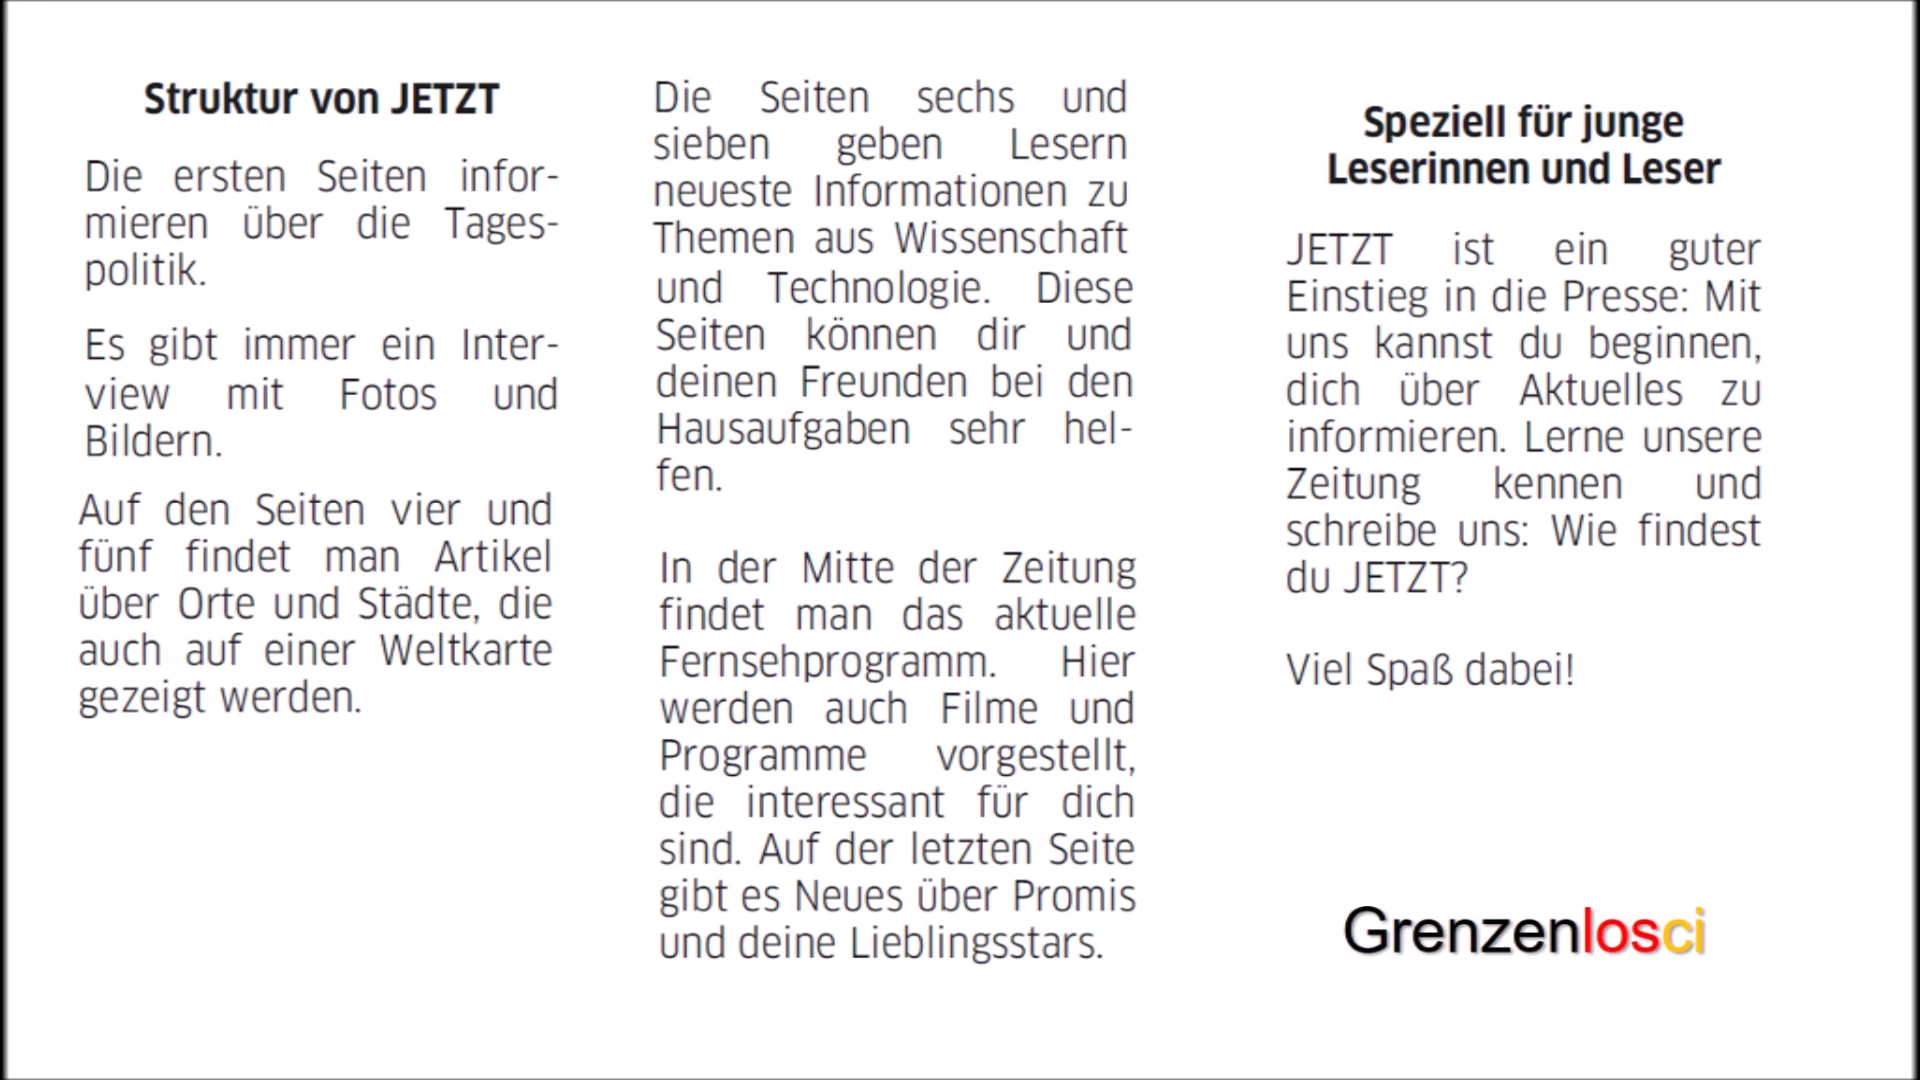 Struktur von JETZT
Die ersten Seiten infor-
mieren über die Tages-
politik.
Es gibt immer ein Inter-
view mit Fotos und
Bildern.
Auf den Seiten vier und
fünf findet man Artikel
über Orte und Städte, die
auch auf einer Weltkarte
gezeigt werden.
Die Seiten sechs und
sieben geben Lesern
neueste Informationen zu
Themen aus Wissenschaft
und Technologie. Diese
Seiten können dir und
deinen Freunden bei den
Hausaufgaben sehr hel-
fen.
In der Mitte der Zeitung
findet man das aktuelle
Fernsehprogramm. Hier
werden auch Filme und
Programme vorgestellt,
die interessant für dich
sind. Auf der letzten Seite
gibt es Neues über Promis
und deine Lieblingsstars.
Speziell für junge
Leserinnen und Leser
JETZT ist ein guter
Einstieg in die Presse: Mit
uns kannst du beginnen,
dich über Aktuelles zu
informieren. Lerne unsere
Zeitung kennen und
schreibe uns: Wie findest
du JETZT?
Viel Spaß dabei!
Grenzenlosci